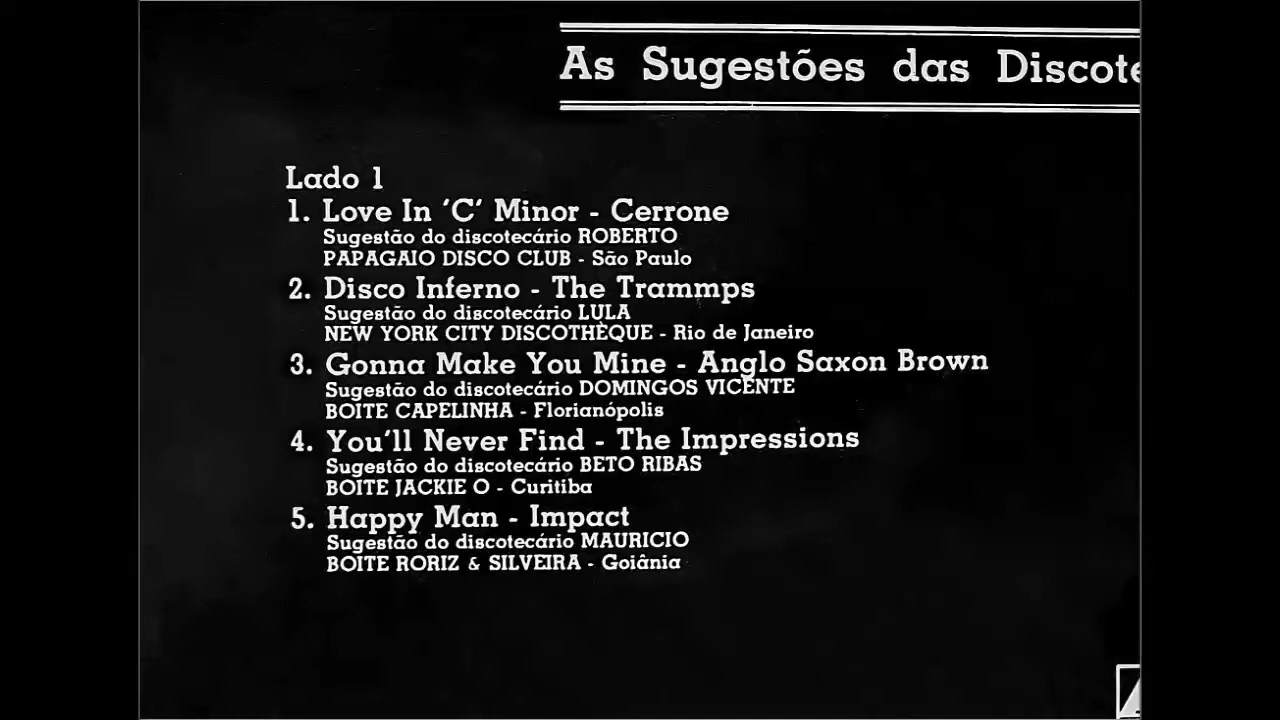 As Sugestões das
Lado 1
1. Love In 'C' Minor - Cerrone
Sugestão do discotecário ROBERTO
PAPAGAIO DISCO CLUB - São Paulo
2. Disco Inferno - The Trammps
Sugestão do discotecário LULA
NEW YORK CITY DISCOTHÈQUE - Rio de Janeiro
3. Gonna Make You Mine - Anglo Saxon Brown
Sugestão do discotecário DOMINGOS VICENTE
BOITE CAPELINHA - Florianópolis
4. You'll Never Find - The Impressions
Sugestão do discotecário BETO RIBAS
BOITE JACKIE O - Curitiba
5. Happy Man - Impact
Sugestão do discotecário MAURICIO
BOITE RORIZ & SILVEIRA - Goiânia